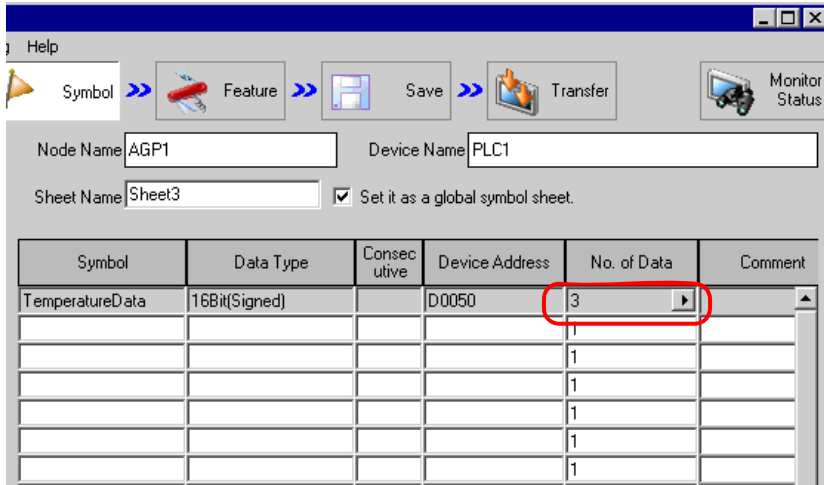 Help
Symbol Feature Save Transfer Monitor Status
Node Name AGP1 Device Name PLC1
Sheet Name Sheet3 Set it as a global symbol sheet.
Symbol Data Type Consecutive Device Address No. of Data Comment
TemperatureData 16Bit(Signed) D0050 3
1
1
1
1
1
1